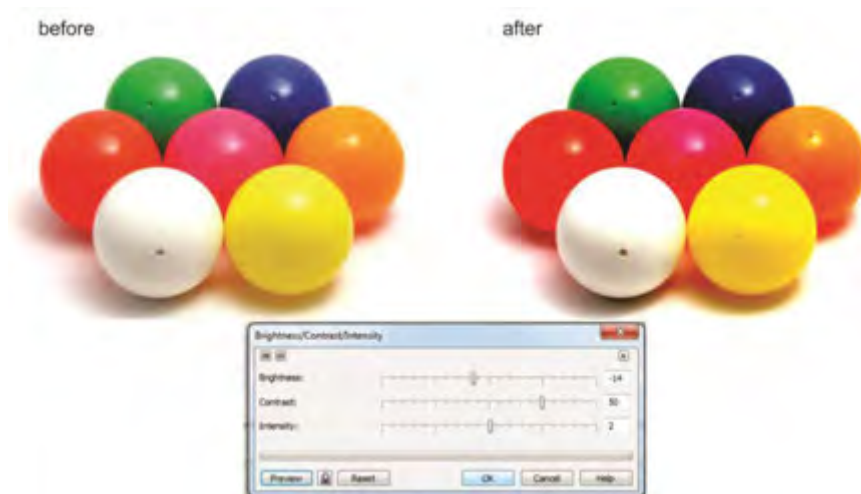 before
after
Brightness/Contrast/Intensity
Brightness: -14
Contrast: 50
Intensity: 2
Preview Reset OK Cancel Help